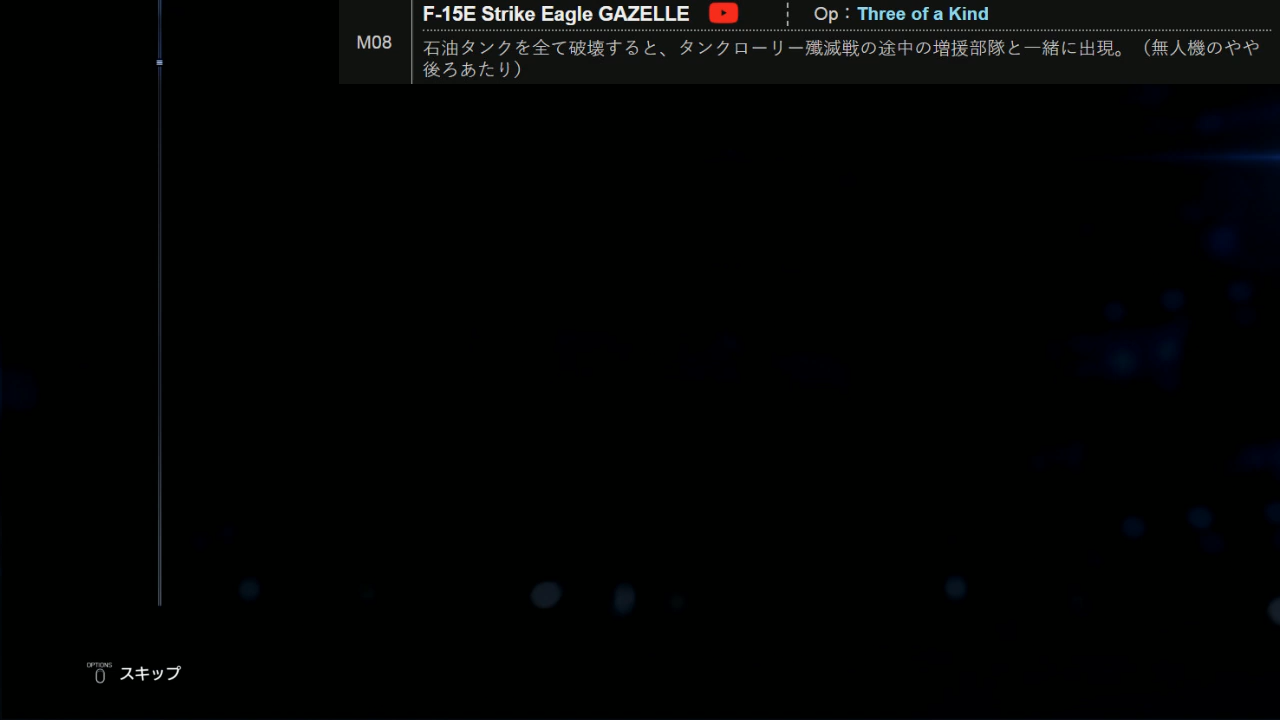 F-15E Strike Eagle GAZELLE Op：Three of a Kind
M08
石油タンクを全て破壊すると、タンクローリー殲滅戦の途中の増援部隊と一緒に出現。（無人機のやや
後ろあたり）
OPTIONS
スキップ